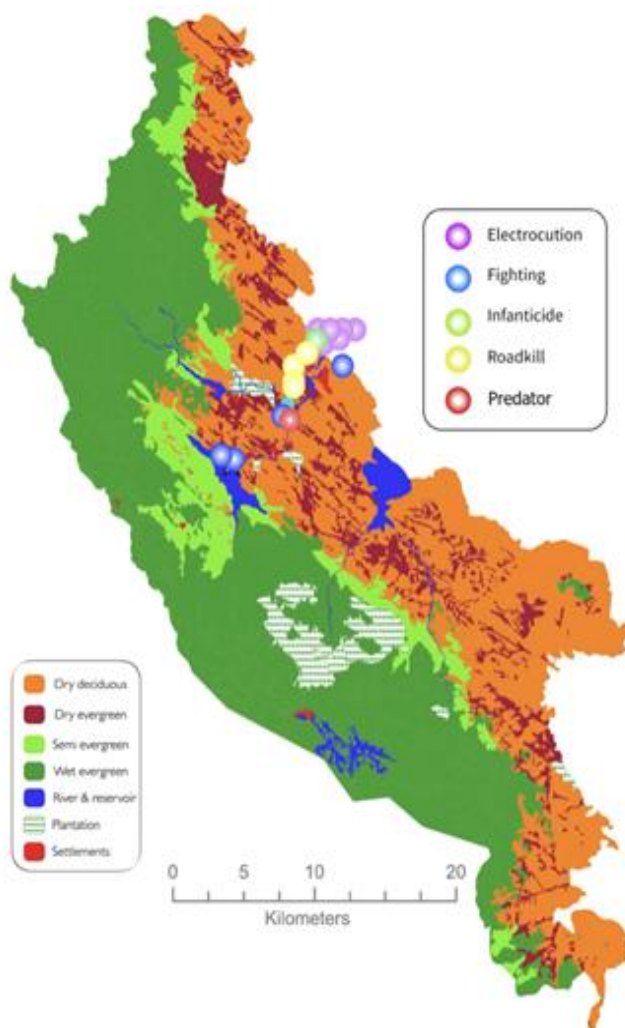 Electrocution
Fighting
Infanticide
Roadkill
Predator
Dry deciduous
Dry evergreen
Semi evergreen
Wet evergreen
River & reservoir
Plantation
Settlements
0 5 10 20
Kilometers